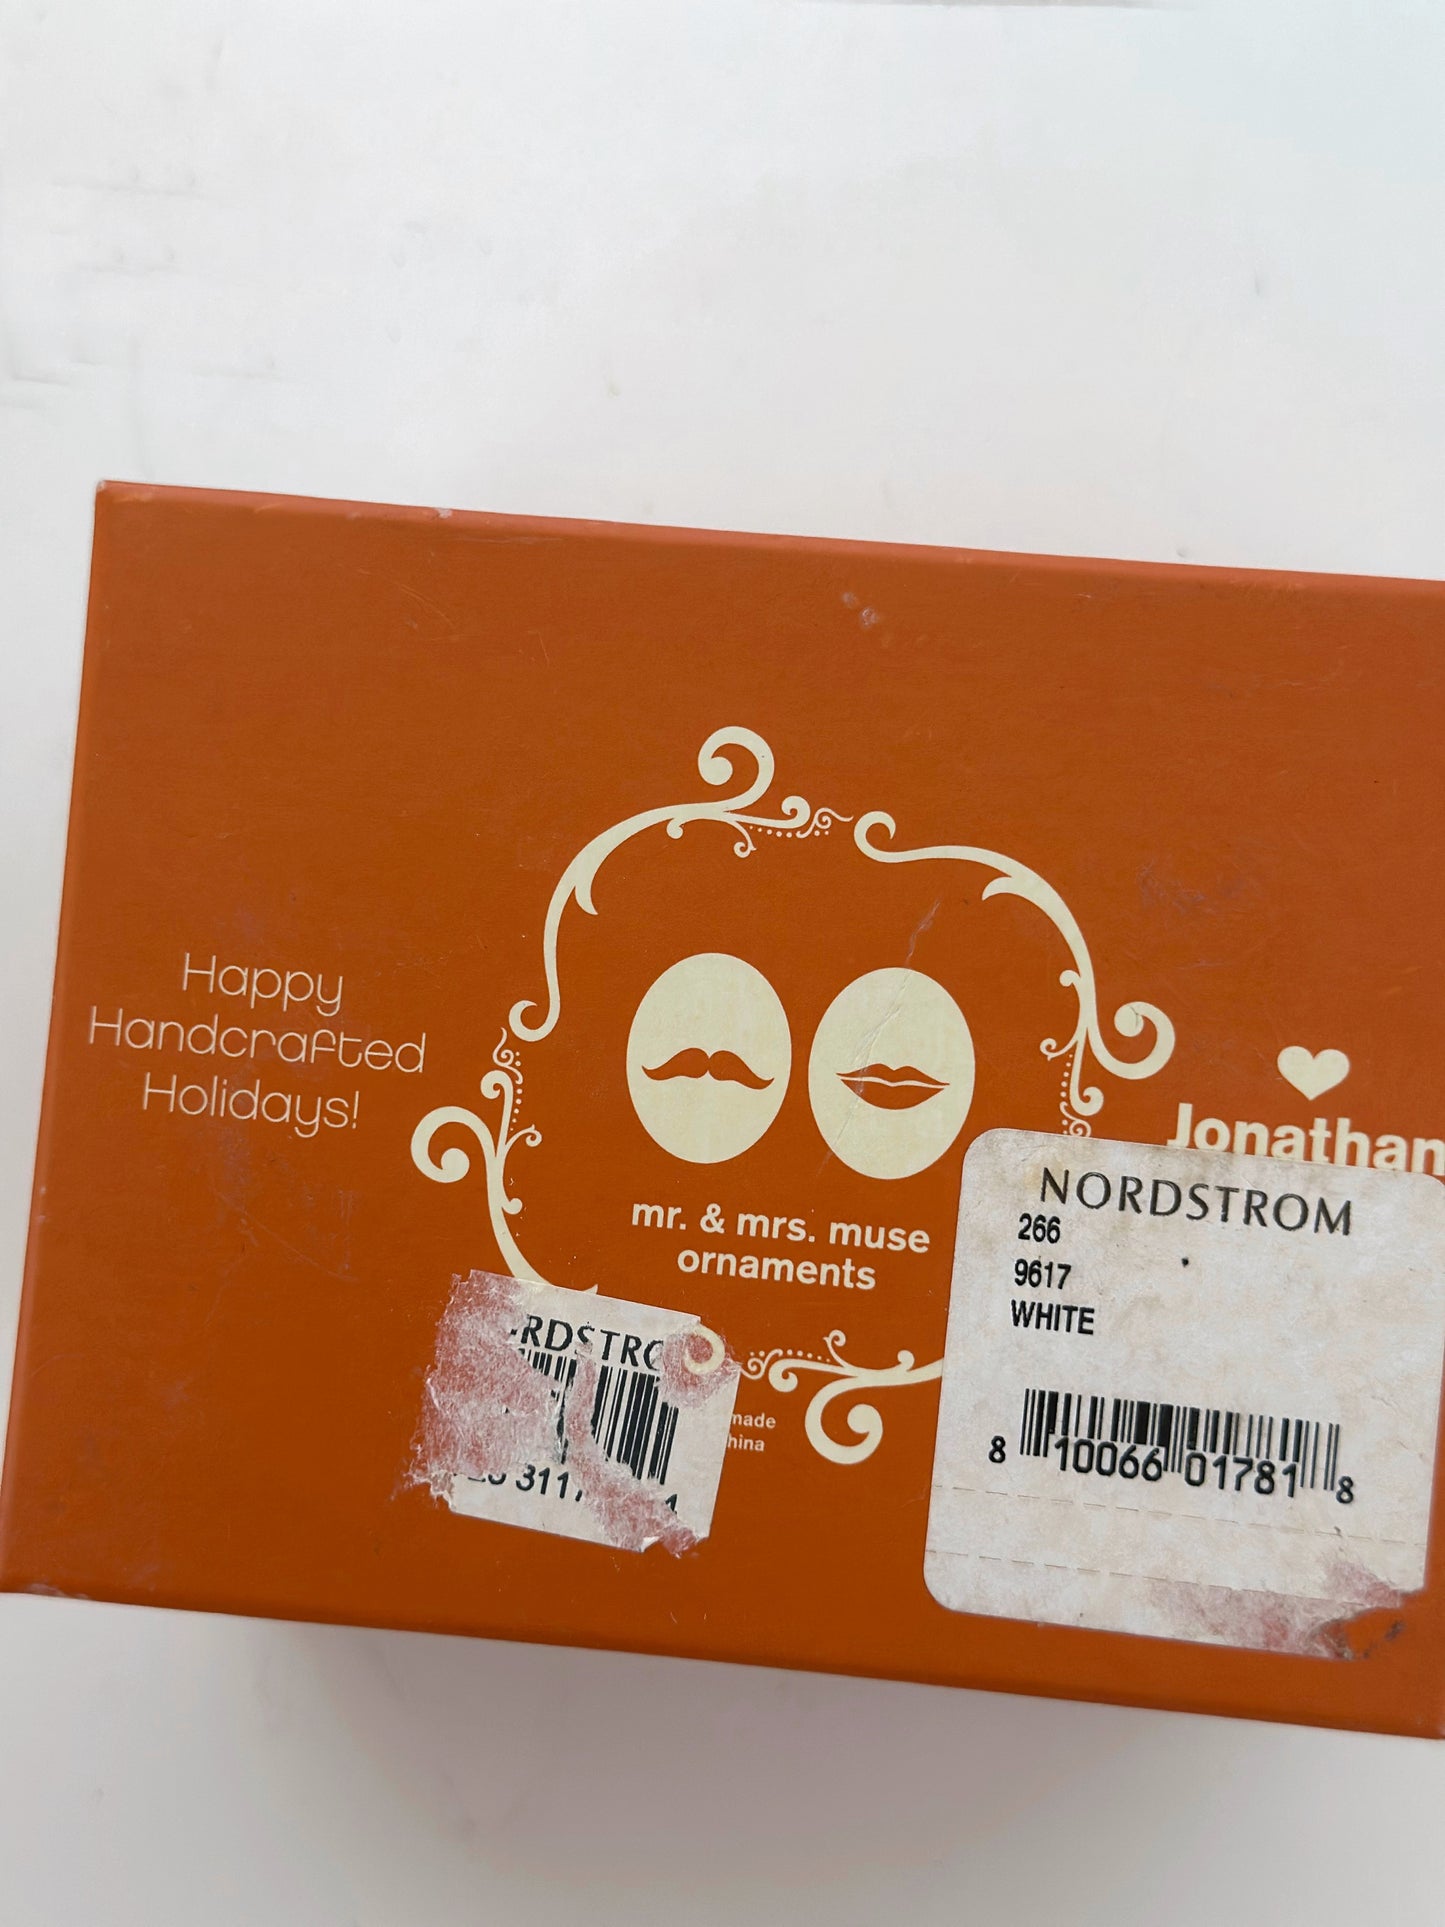 Happy
Handcrafted
Holidays!
mr. & mrs. muse
ornaments
Jonathan
NORDSTROM
266
9617
WHITE
8 10066 01781 8